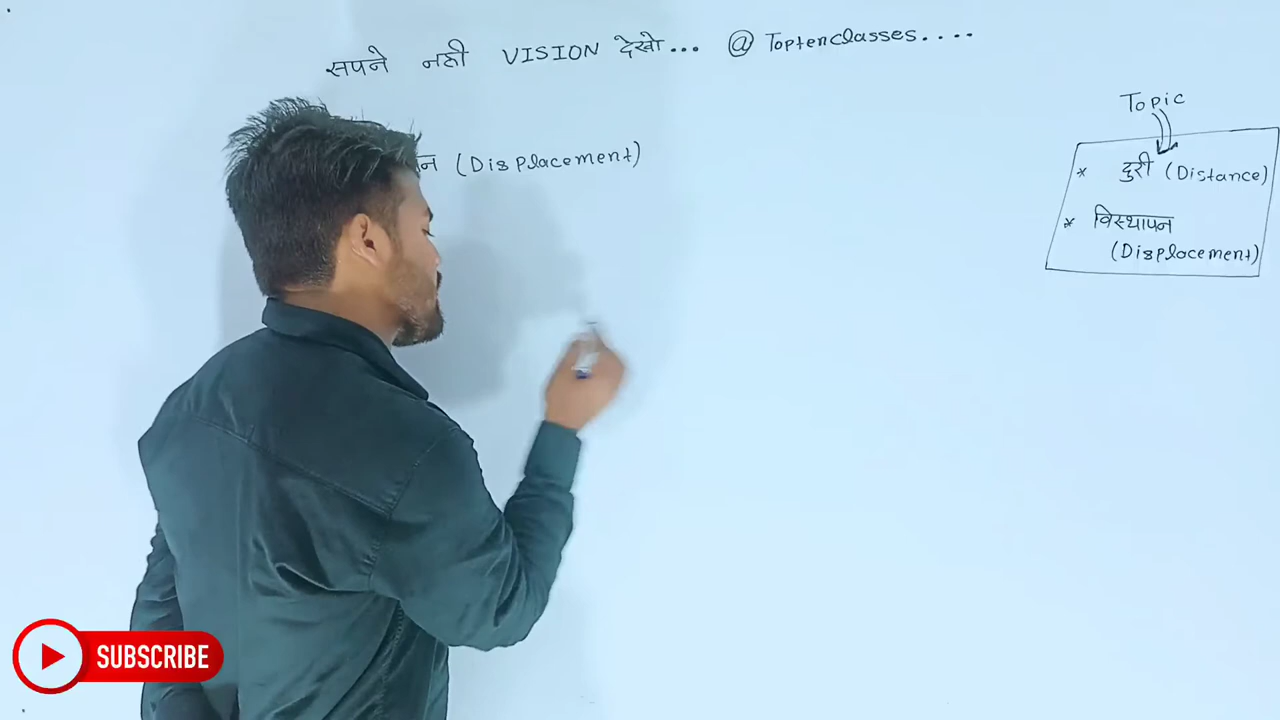 सपने नही VISION देखो... @ Toptenclasses....
(Displacement)
Topic
* दुरी (Distance)
* विस्थापन
(Displacement)
SUBSCRIBE